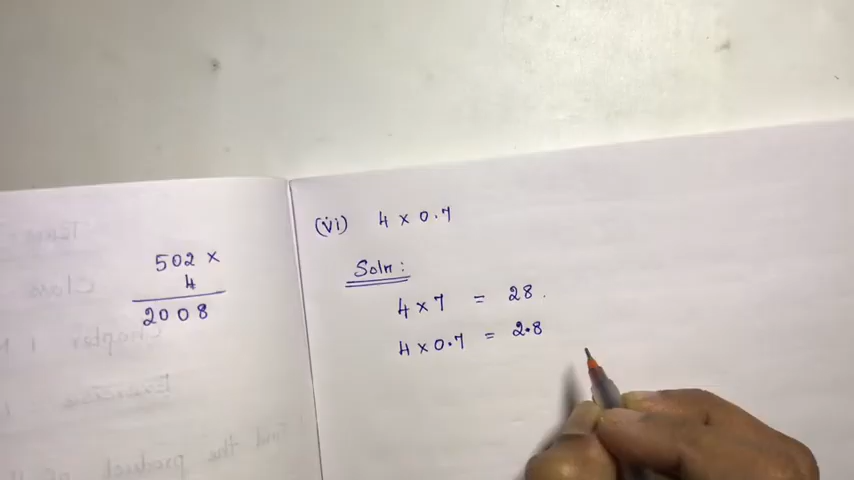 502 ×
4
2008
(vi) 4 × 0.7
Soln :
4 × 7 = 28.
4 × 0.7 = 2.8